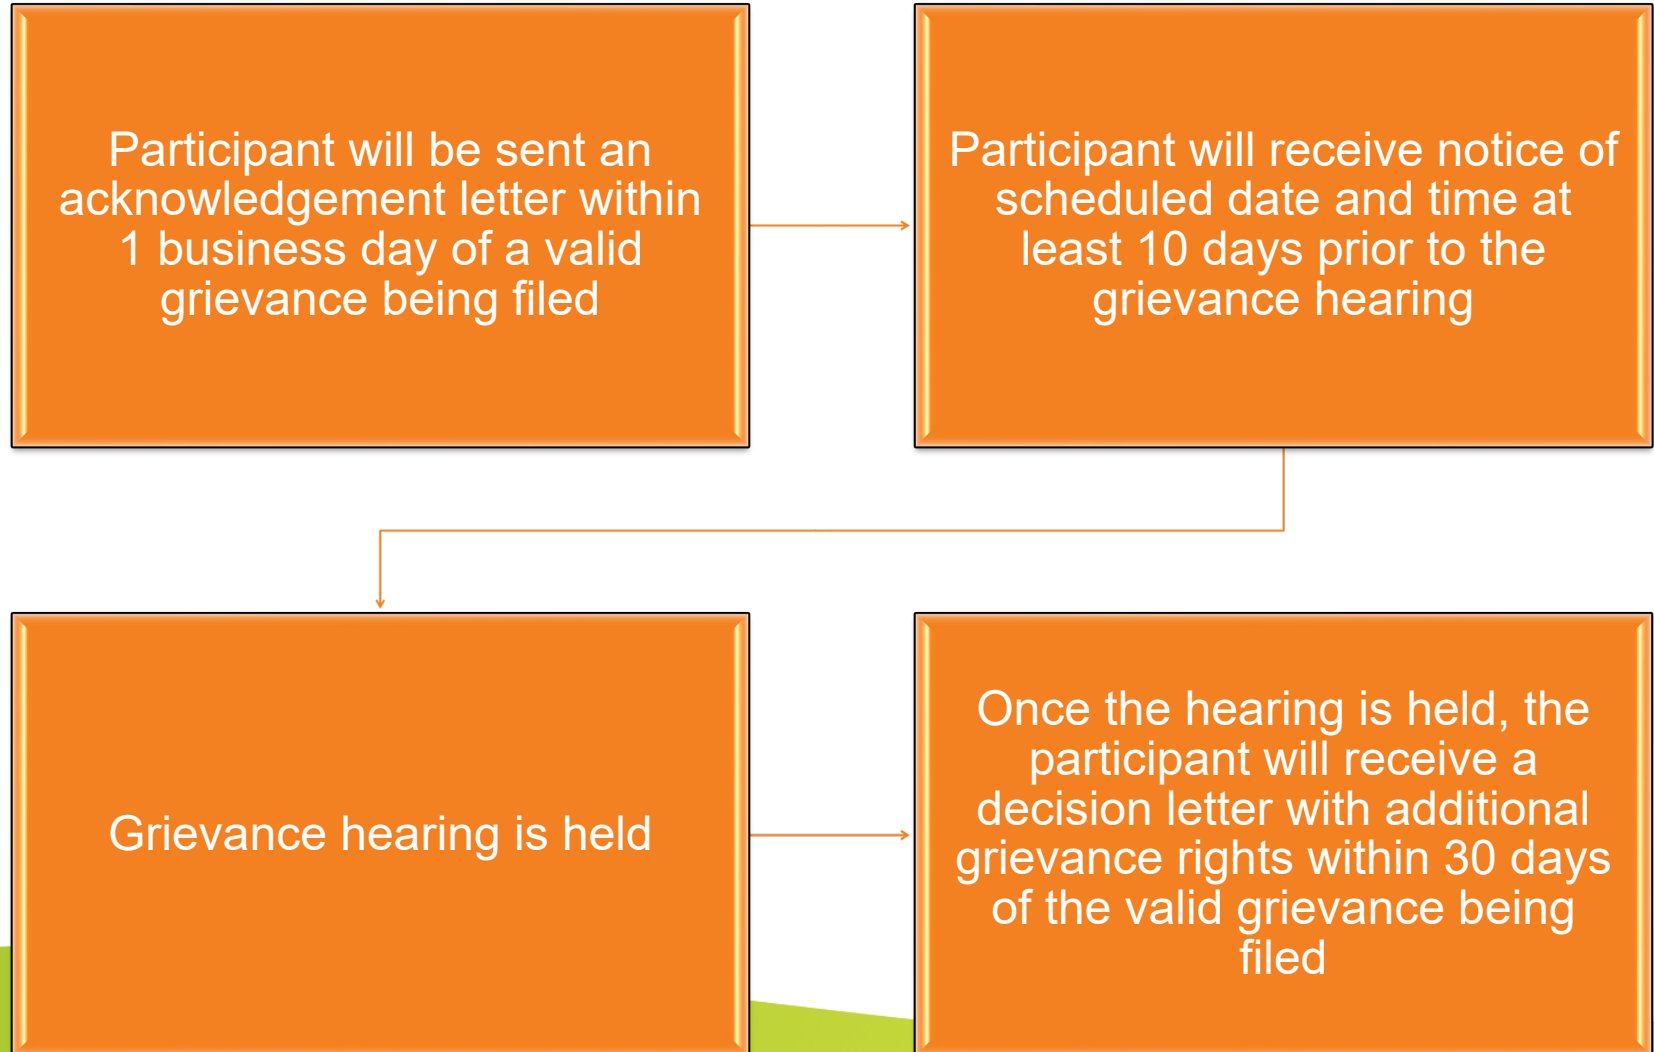 Participant will be sent an
acknowledgement letter within
1 business day of a valid
grievance being filed
Participant will receive notice of
scheduled date and time at
least 10 days prior to the
grievance hearing
Grievance hearing is held
Once the hearing is held, the
participant will receive a
decision letter with additional
grievance rights within 30 days
of the valid grievance being
filed